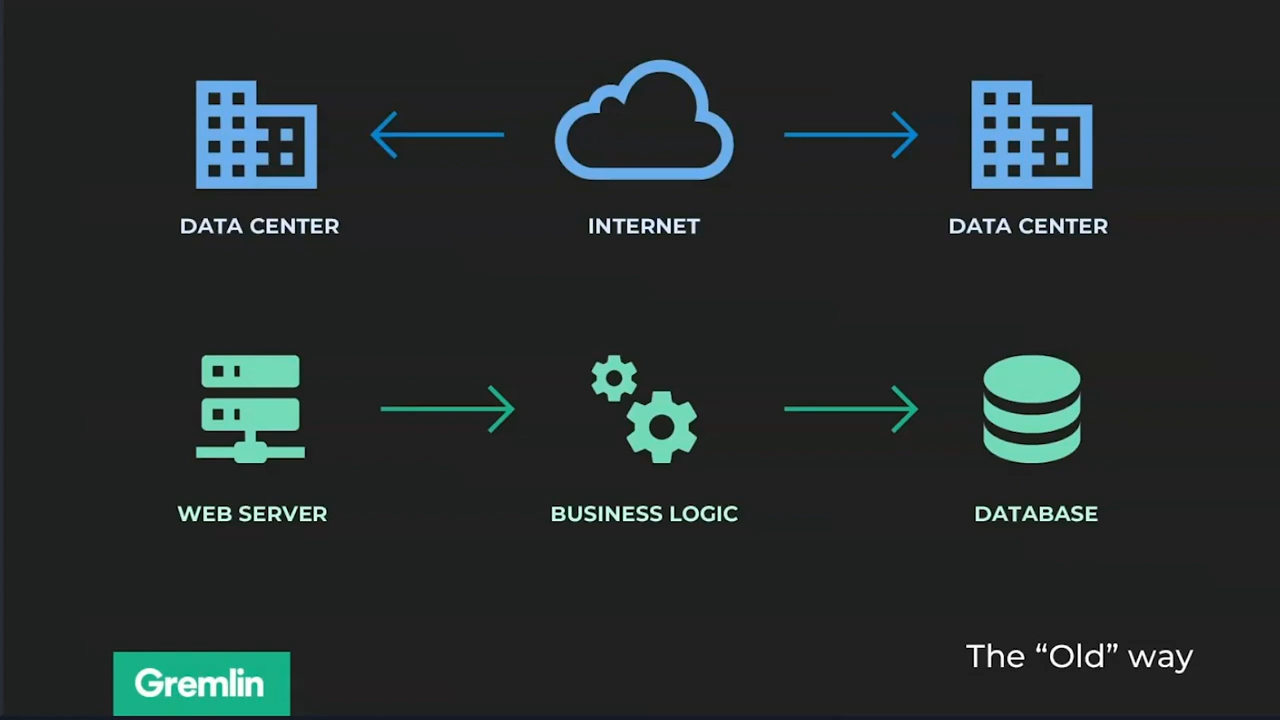 DATA CENTER
INTERNET
DATA CENTER
WEB SERVER
BUSINESS LOGIC
DATABASE
The “Old” way
Gremlin